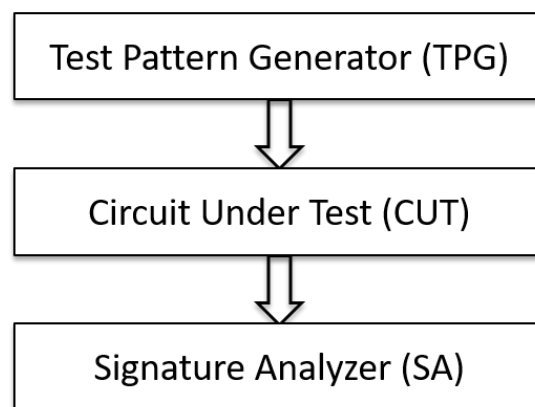 Test Pattern Generator (TPG)
Circuit Under Test (CUT)
Signature Analyzer (SA)